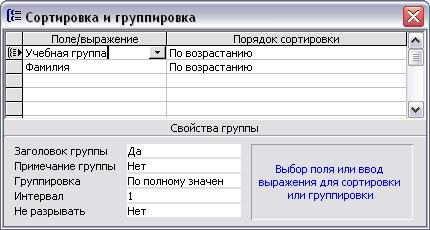 Сортировка и группировка
Поле/выражение Порядок сортировки
Учебная группа По возрастанию
Фамилия По возрастанию
Свойства группы
Заголовок группы Да
Примечание группы Нет
Группировка По полному значен
Интервал 1
Не разрывать Нет
Выбор поля или ввод
выражения для сортировки
или группировки